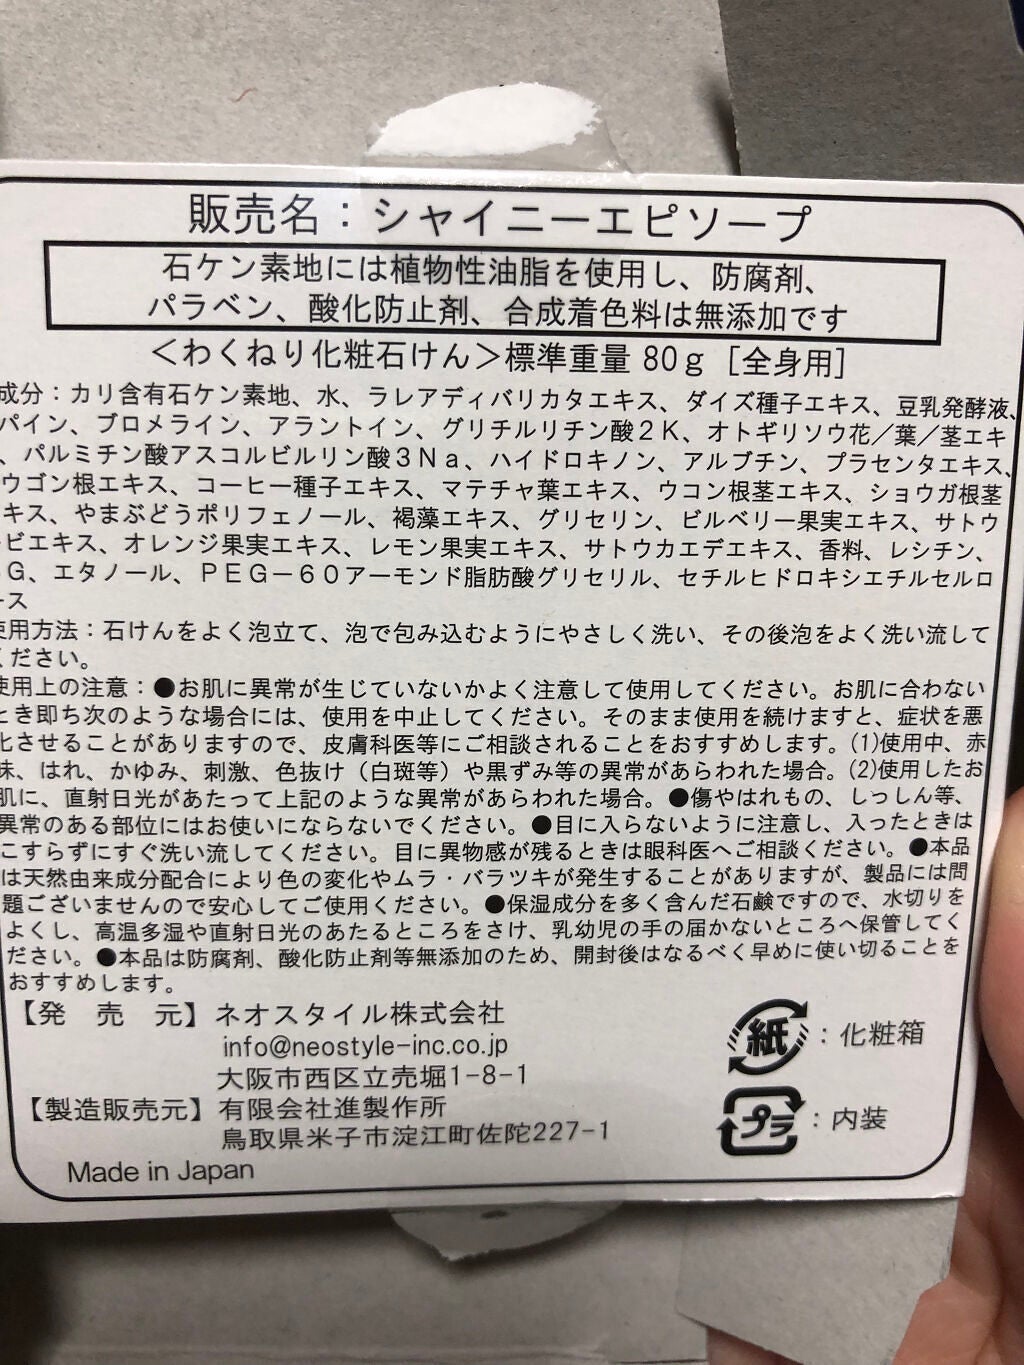 販売名：シャイニーエピソープ
石ケン素地には植物性油脂を使用し、防腐剤、
パラベン、酸化防止剤、合成着色料は無添加です
＜わくねり化粧石けん＞標準重量 80ｇ［全身用］
成分：カリ含有石ケン素地、水、ラレアディバリカタエキス、ダイズ種子エキス、豆乳発酵液、
パイン、ブロメライン、アラントイン、グリチルリチン酸２Ｋ、オトギリソウ花／葉／茎エキ
、パルミチン酸アスコルビルリン酸３Ｎａ、ハイドロキノン、アルブチン、プラセンタエキス、
ウゴン根エキス、コーヒー種子エキス、マテチャ葉エキス、ウコン根茎エキス、ショウガ根茎
キス、やまぶどうポリフェノール、褐藻エキス、グリセリン、ビルベリー果実エキス、サトウ
ビエキス、オレンジ果実エキス、レモン果実エキス、サトウカエデエキス、香料、レシチン、
Ｇ、エタノール、ＰＥＧ－６０アーモンド脂肪酸グリセリル、セチルヒドロキシエチルセルロ
ース
使用方法：石けんをよく泡立て、泡で包み込むようにやさしく洗い、その後泡をよく洗い流して
ください。
使用上の注意：●お肌に異常が生じていないかよく注意して使用してください。お肌に合わない
とき即ち次のような場合には、使用を中止してください。そのまま使用を続けますと、症状を悪
化させることがありますので、皮膚科医等にご相談されることをおすすめします。(1)使用中、赤
味、はれ、かゆみ、刺激、色抜け（白斑等）や黒ずみ等の異常があらわれた場合。(2)使用したお
肌に、直射日光があたって上記のような異常があらわれた場合。●傷やはれもの、しっしん等、
異常のある部位にはお使いにならないでください。●目に入らないように注意し、入ったときは
こすらずにすぐ洗い流してください。目に異物感が残るときは眼科医へご相談ください。●本品
は天然由来成分配合により色の変化やムラ・バラツキが発生することがありますが、製品には問
題ございませんので安心してご使用ください。●保湿成分を多く含んだ石鹸ですので、水切りを
よくし、高温多湿や直射日光のあたるところをさけ、乳幼児の手の届かないところへ保管してく
ださい。●本品は防腐剤、酸化防止剤等無添加のため、開封後はなるべく早めに使い切ることを
おすすめします。
【発 売 元】ネオスタイル株式会社
info@neostyle-inc.co.jp
大阪市西区立売堀1-8-1
【製造販売元】有限会社進製作所
鳥取県米子市淀江町佐陀227-1
Made in Japan
紙：化粧箱
プラ：内装